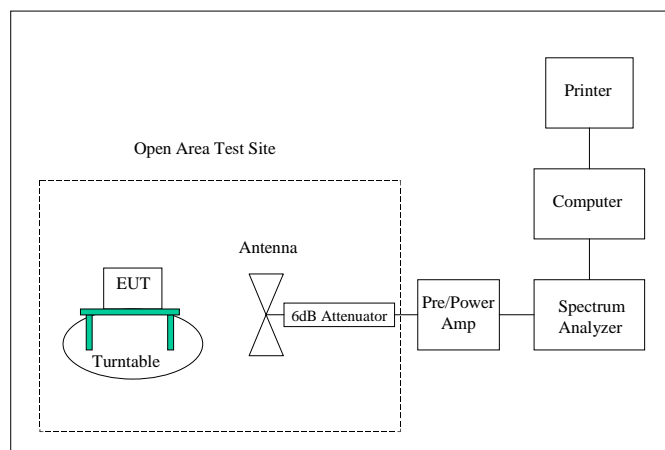 Printer
Open Area Test Site
Computer
Antenna
EUT
6dB Attenuator
Pre/Power
Amp
Spectrum
Analyzer
Turntable